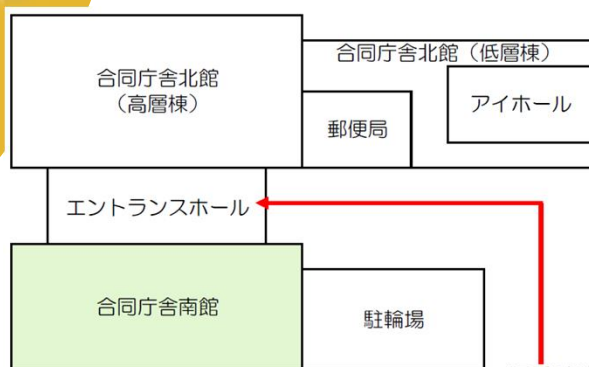 合同庁舎北館
（高層棟）
合同庁舎北館（低層棟）
郵便局
アイホール
エントランスホール
合同庁舎南館
駐輪場